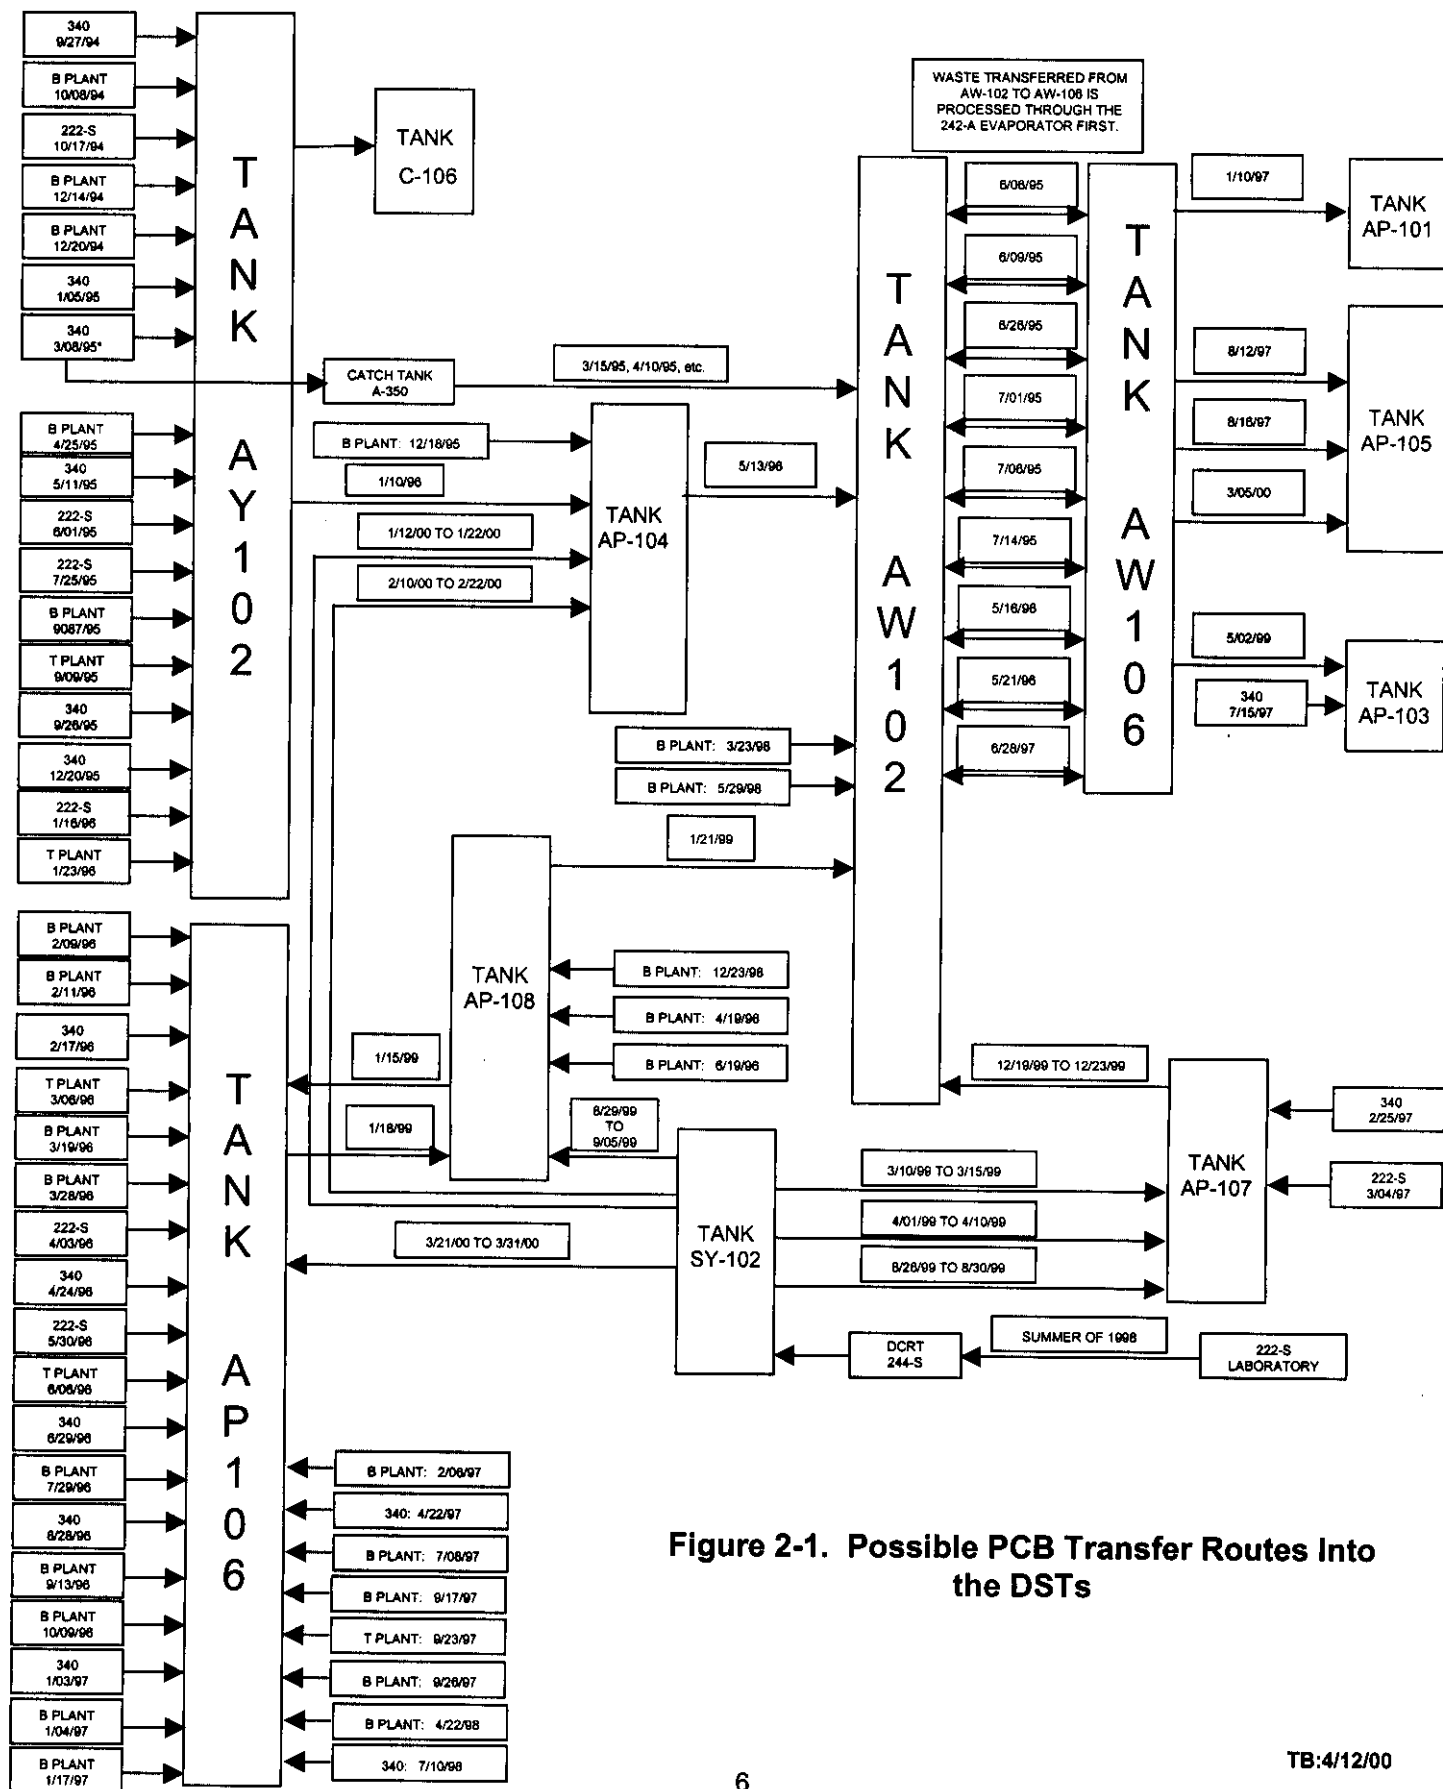 340
9/27/94
B PLANT
10/08/94
222-S
10/17/94
B PLANT
12/14/94
B PLANT
12/20/94
340
1/05/95
340
3/08/95*
B PLANT
4/25/95
340
5/11/95
222-S
6/01/95
222-S
7/25/95
B PLANT
9087/95
T PLANT
9/09/95
340
9/26/95
340
12/20/95
222-S
1/16/96
T PLANT
1/23/96
TANK AY102
TANK
C-106
CATCH TANK
A-350
3/15/95, 4/10/95, etc.
B PLANT: 12/18/95
1/10/96
1/12/00 TO 1/22/00
2/10/00 TO 2/22/00
TANK
AP-104
5/13/96
B PLANT: 3/23/98
B PLANT: 5/29/98
1/21/99
WASTE TRANSFERRED FROM
AW-102 TO AW-106 IS
PROCESSED THROUGH THE
242-A EVAPORATOR FIRST.
TANK AW102
6/06/95
6/09/95
6/26/95
7/01/95
7/06/95
7/14/95
5/16/96
5/21/96
6/28/97
TANK AW106
1/10/97
TANK
AP-101
8/12/97
8/16/97
3/05/00
TANK
AP-105
5/02/99
340
7/15/97
TANK
AP-103
B PLANT
2/09/96
B PLANT
2/11/96
340
2/17/96
T PLANT
3/06/96
B PLANT
3/19/96
B PLANT
3/28/96
222-S
4/03/96
340
4/24/96
222-S
5/30/96
T PLANT
6/06/96
340
6/29/96
B PLANT
7/29/96
340
8/28/96
B PLANT
9/13/96
B PLANT
10/09/96
340
1/03/97
B PLANT
1/04/97
B PLANT
1/17/97
TANK AP106
TANK
AP-108
B PLANT: 12/23/98
B PLANT: 4/19/96
B PLANT: 6/19/96
1/15/99
1/18/99
8/29/99
TO
9/05/99
3/21/00 TO 3/31/00
TANK
SY-102
12/19/99 TO 12/23/99
3/10/99 TO 3/15/99
4/01/99 TO 4/10/99
8/26/99 TO 8/30/99
TANK
AP-107
340
2/25/97
222-S
3/04/97
DCRT
244-S
SUMMER OF 1998
222-S
LABORATORY
B PLANT: 2/06/97
340: 4/22/97
B PLANT: 7/08/97
B PLANT: 9/17/97
T PLANT: 9/23/97
B PLANT: 9/26/97
B PLANT: 4/22/98
340: 7/10/98
Figure 2-1. Possible PCB Transfer Routes Into
the DSTs
TB:4/12/00
6